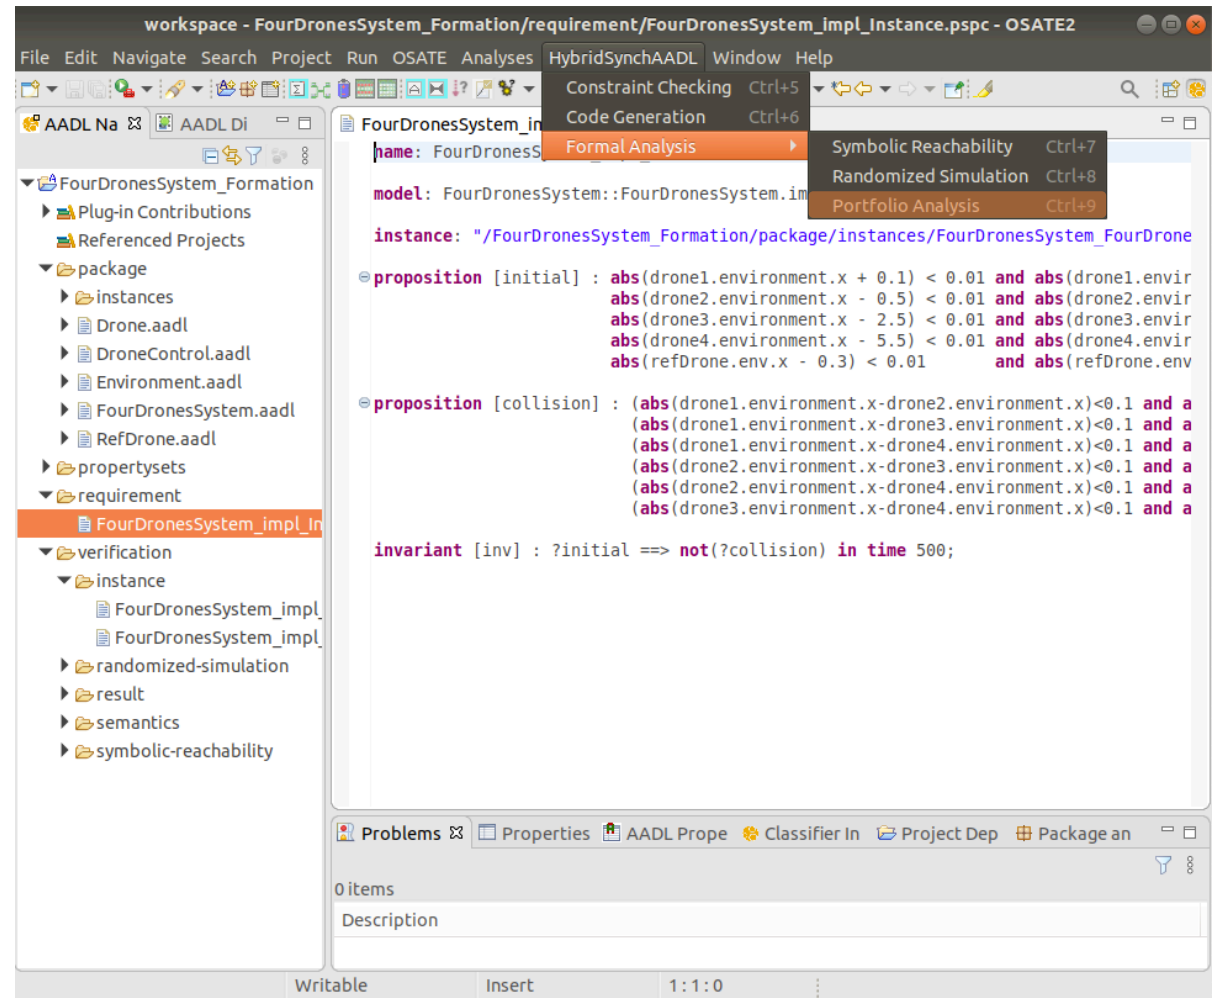 workspace - FourDronesSystem_Formation/requirement/FourDronesSystem_impl_Instance.pspc - OSATE2
File Edit Navigate Search Project Run OSATE Analyses HybridSynchAADL Window Help
Constraint Checking Ctrl+5
Code Generation Ctrl+6
Formal Analysis
Symbolic Reachability Ctrl+7
Randomized Simulation Ctrl+8
Portfolio Analysis Ctrl+9
AADL Na AADL Di
FourDronesSystem_Formation
Plug-in Contributions
Referenced Projects
package
instances
Drone.aadl
DroneControl.aadl
Environment.aadl
FourDronesSystem.aadl
RefDrone.aadl
propertysets
requirement
FourDronesSystem_impl_In
verification
instance
FourDronesSystem_impl_
FourDronesSystem_impl_
randomized-simulation
result
semantics
symbolic-reachability
FourDronesSystem_in
name: FourDronesS
model: FourDronesSystem::FourDronesSystem.im
instance: "/FourDronesSystem_Formation/package/instances/FourDronesSystem_FourDrone
proposition [initial] : abs(drone1.environment.x + 0.1) < 0.01 and abs(drone1.envir
abs(drone2.environment.x - 0.5) < 0.01 and abs(drone2.envir
abs(drone3.environment.x - 2.5) < 0.01 and abs(drone3.envir
abs(drone4.environment.x - 5.5) < 0.01 and abs(drone4.envir
abs(refDrone.env.x - 0.3) < 0.01 and abs(refDrone.env
proposition [collision] : (abs(drone1.environment.x-drone2.environment.x)<0.1 and a
(abs(drone1.environment.x-drone3.environment.x)<0.1 and a
(abs(drone1.environment.x-drone4.environment.x)<0.1 and a
(abs(drone2.environment.x-drone3.environment.x)<0.1 and a
(abs(drone2.environment.x-drone4.environment.x)<0.1 and a
(abs(drone3.environment.x-drone4.environment.x)<0.1 and a
invariant [inv] : ?initial ==> not(?collision) in time 500;
Problems Properties AADL Prope Classifier In Project Dep Package an
0 items
Description
Writable Insert 1:1:0